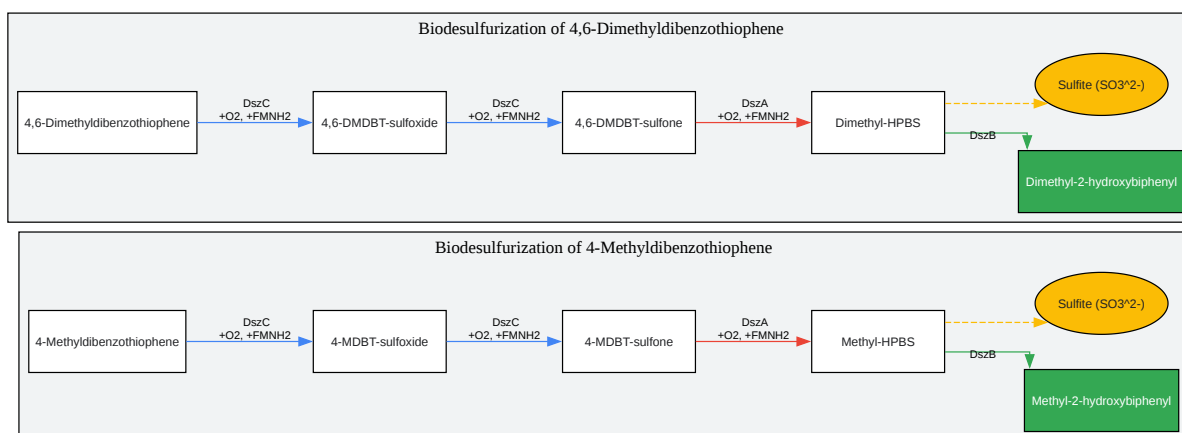 Biodesulfurization of 4,6-Dimethyldibenzothiophene
4,6-Dimethyldibenzothiophene
DszC
+O2, +FMNH2
4,6-DMDBT-sulfoxide
DszC
+O2, +FMNH2
4,6-DMDBT-sulfone
DszA
+O2, +FMNH2
Dimethyl-HPBS
Sulfite (SO3^2-)
DszB
Dimethyl-2-hydroxybiphenyl
Biodesulfurization of 4-Methyldibenzothiophene
4-Methyldibenzothiophene
DszC
+O2, +FMNH2
4-MDBT-sulfoxide
DszC
+O2, +FMNH2
4-MDBT-sulfone
DszA
+O2, +FMNH2
Methyl-HPBS
Sulfite (SO3^2-)
DszB
Methyl-2-hydroxybiphenyl